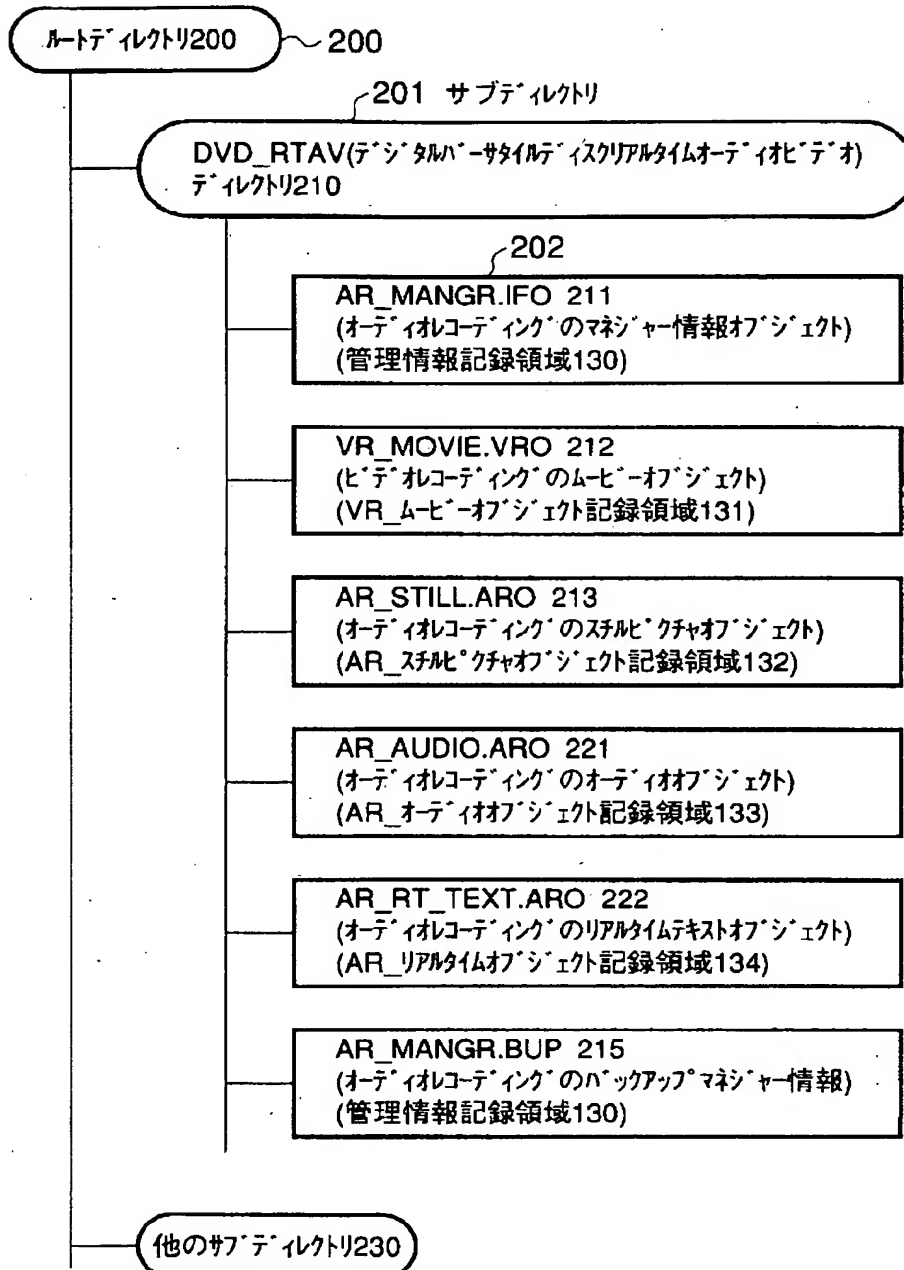 ﾙｰﾄﾃﾞｨﾚｸﾄﾘ200
200
201 サブディレクトリ
DVD_RTAV(ﾃﾞｼﾞﾀﾙﾊﾞｰｻﾀｲﾙﾃﾞｨｽｸﾘｱﾙﾀｲﾑｵｰﾃﾞｨｵﾋﾞﾃﾞｵ)
ﾃﾞｨﾚｸﾄﾘ210
202
AR_MANGR.IFO 211
(ｵｰﾃﾞｨｵﾚｺｰﾃﾞｨﾝｸﾞのﾏﾈｼﾞｬｰ情報ｵﾌﾞｼﾞｪｸﾄ)
(管理情報記録領域130)
VR_MOVIE.VRO 212
(ﾋﾞﾃﾞｵﾚｺｰﾃﾞｨﾝｸﾞのﾑｰﾋﾞｰｵﾌﾞｼﾞｪｸﾄ)
(VR_ﾑｰﾋﾞｰｵﾌﾞｼﾞｪｸﾄ記録領域131)
AR_STILL.ARO 213
(ｵｰﾃﾞｨｵﾚｺｰﾃﾞｨﾝｸﾞのｽﾁﾙﾋﾟｸﾁｬｵﾌﾞｼﾞｪｸﾄ)
(AR_ｽﾁﾙﾋﾟｸﾁｬｵﾌﾞｼﾞｪｸﾄ記録領域132)
AR_AUDIO.ARO 221
(ｵｰﾃﾞｨｵﾚｺｰﾃﾞｨﾝｸﾞのｵｰﾃﾞｨｵｵﾌﾞｼﾞｪｸﾄ)
(AR_ｵｰﾃﾞｨｵｵﾌﾞｼﾞｪｸﾄ記録領域133)
AR_RT_TEXT.ARO 222
(ｵｰﾃﾞｨｵﾚｺｰﾃﾞｨﾝｸﾞのﾘｱﾙﾀｲﾑﾃｷｽﾄｵﾌﾞｼﾞｪｸﾄ)
(AR_ﾘｱﾙﾀｲﾑｵﾌﾞｼﾞｪｸﾄ記録領域134)
AR_MANGR.BUP 215
(ｵｰﾃﾞｨｵﾚｺｰﾃﾞｨﾝｸﾞのﾊﾞｯｸｱｯﾌﾟﾏﾈｼﾞｬｰ情報)
(管理情報記録領域130)
他のｻﾌﾞﾃﾞｨﾚｸﾄﾘ230